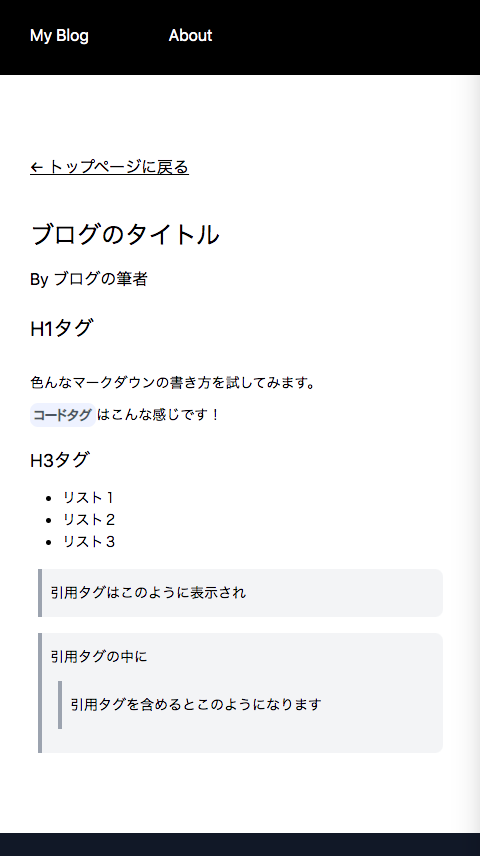 My Blog About
← トップページに戻る
ブログのタイトル
By ブログの筆者
H1タグ
色んなマークダウンの書き方を試してみます。
コードタグ はこんな感じです！
H3タグ
• リスト１
• リスト２
• リスト３
引用タグはこのように表示され
引用タグの中に
引用タグを含めるとこのようになります